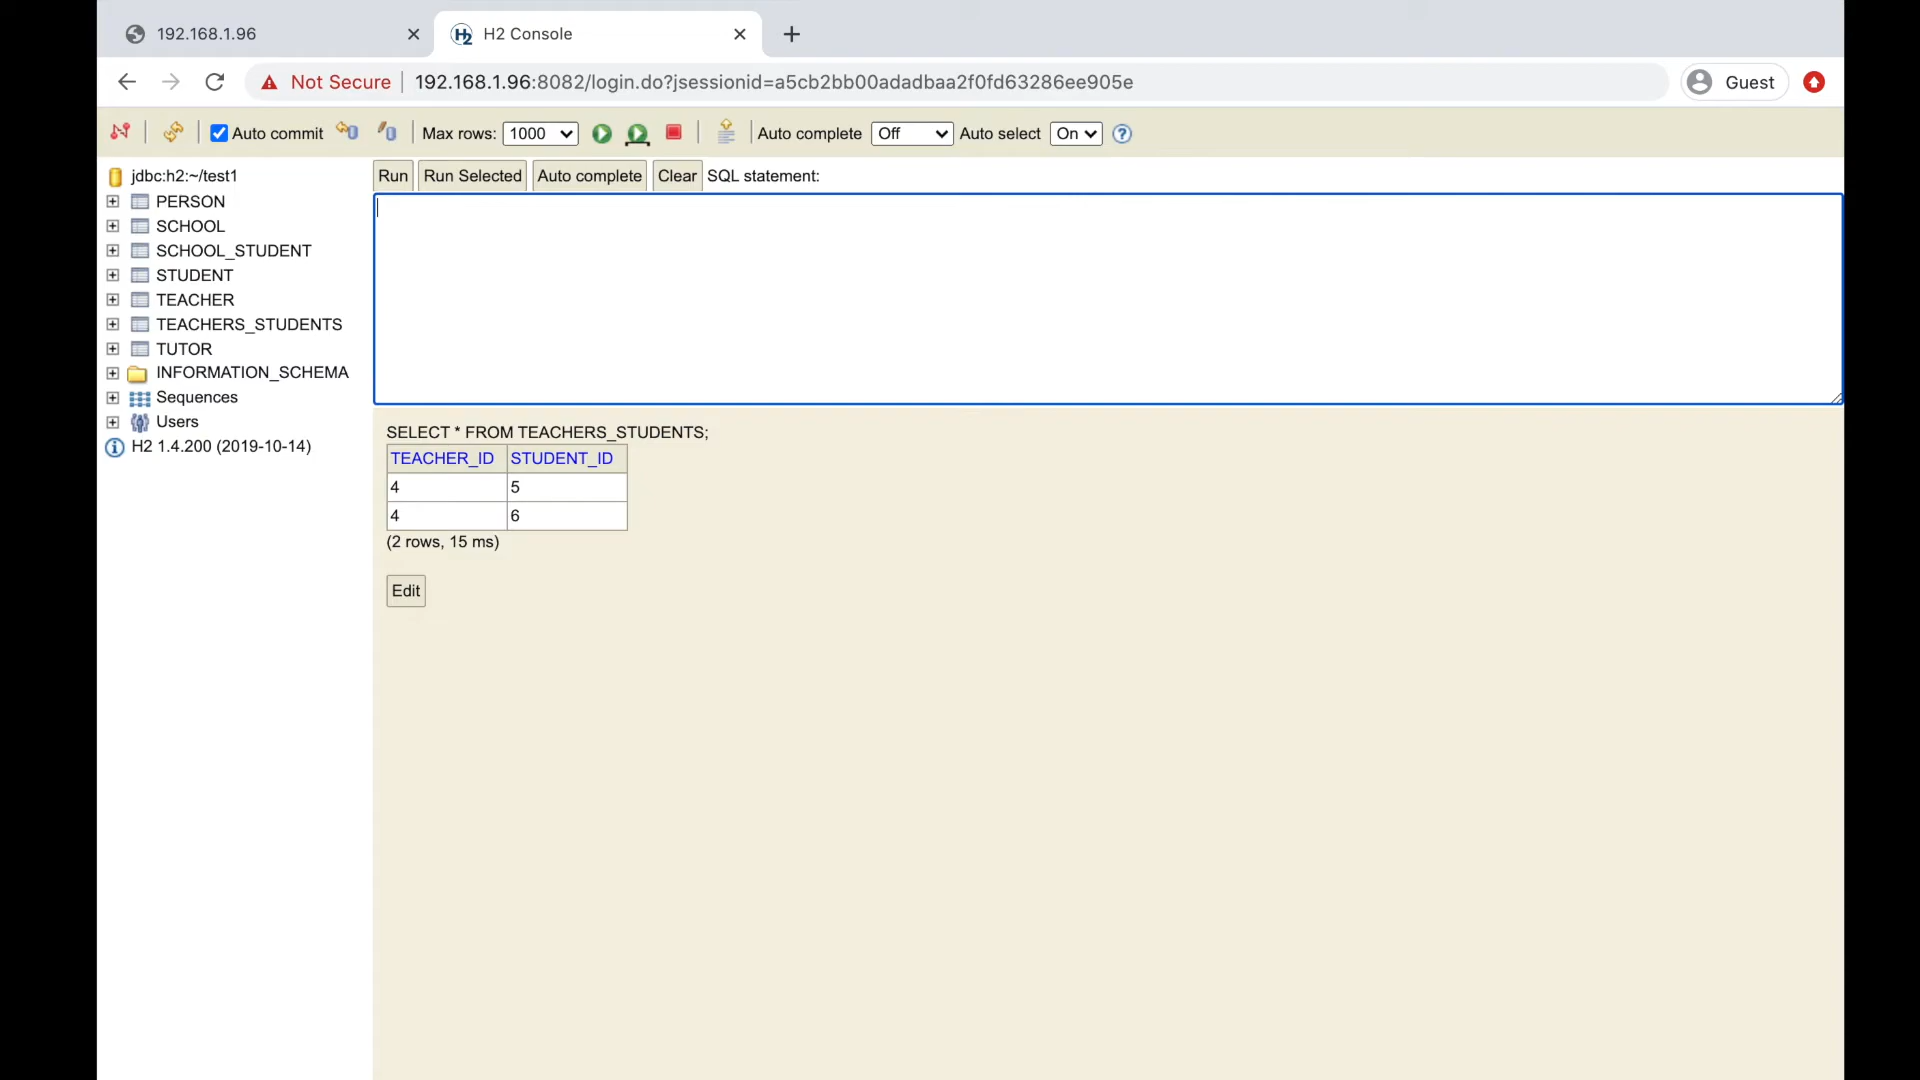 192.168.1.96
H2 Console
Not Secure
192.168.1.96:8082/login.do?jsessionid=a5cb2bb00adadbaa2f0fd63286ee905e
Guest
Auto commit
Max rows: 1000
Auto complete Off
Auto select On
jdbc:h2:~/test1
PERSON
SCHOOL
SCHOOL_STUDENT
STUDENT
TEACHER
TEACHERS_STUDENTS
TUTOR
INFORMATION_SCHEMA
Sequences
Users
H2 1.4.200 (2019-10-14)
Run Run Selected Auto complete Clear SQL statement:
SELECT * FROM TEACHERS_STUDENTS;
TEACHER_ID STUDENT_ID
4 5
4 6
(2 rows, 15 ms)
Edit